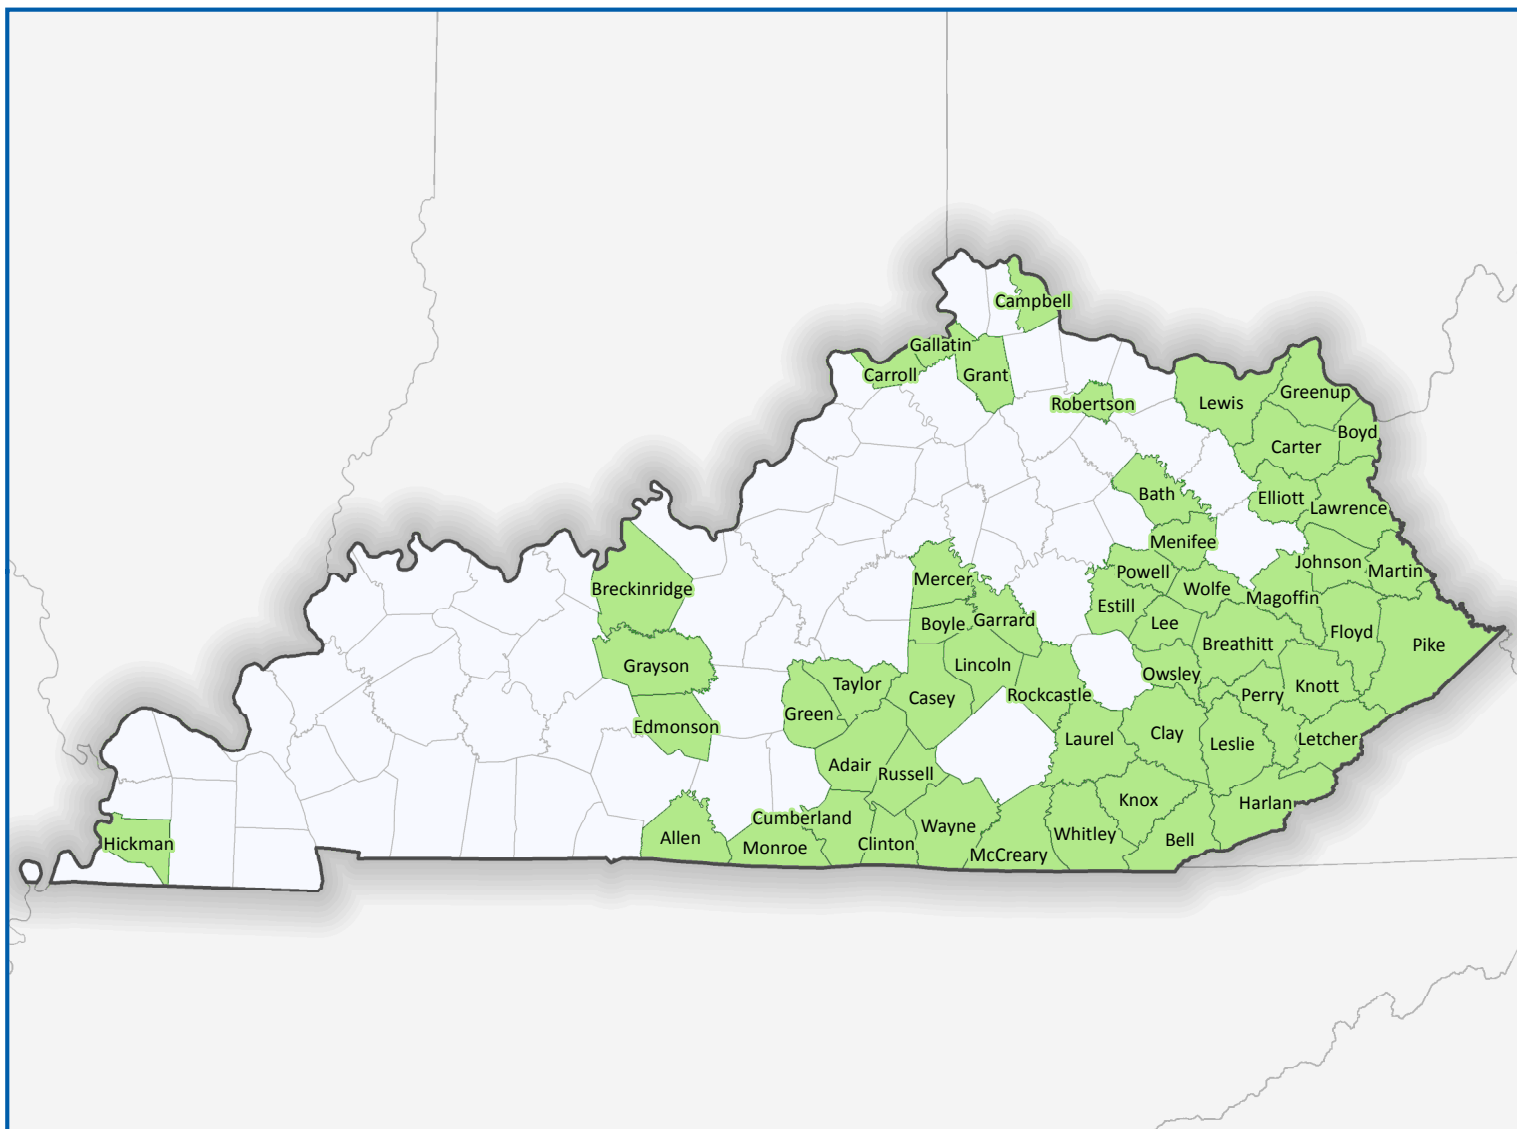 Campbell
Gallatin
Carroll
Grant
Robertson
Lewis
Greenup
Boyd
Carter
Bath
Elliott
Lawrence
Menifee
Johnson
Martin
Powell
Wolfe
Magoffin
Mercer
Breckinridge
Estill
Lee
Boyle
Garrard
Floyd
Breathitt
Pike
Grayson
Lincoln
Owsley
Taylor
Casey
Rockcastle
Perry
Knott
Green
Edmonson
Laurel
Clay
Leslie
Letcher
Adair
Russell
Knox
Harlan
Cumberland
Wayne
Whitley
Allen
Hickman
Monroe
Clinton
McCreary
Bell